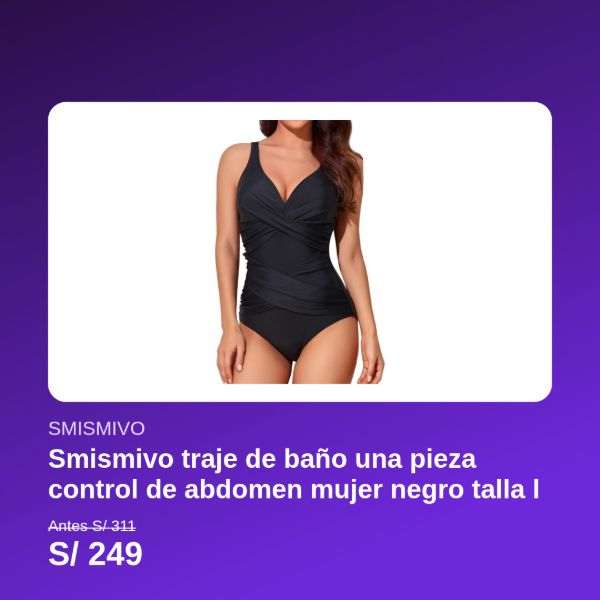 SMISMIVO
Smismivo traje de baño una pieza
control de abdomen mujer negro talla l
Antes S/ 311
S/ 249